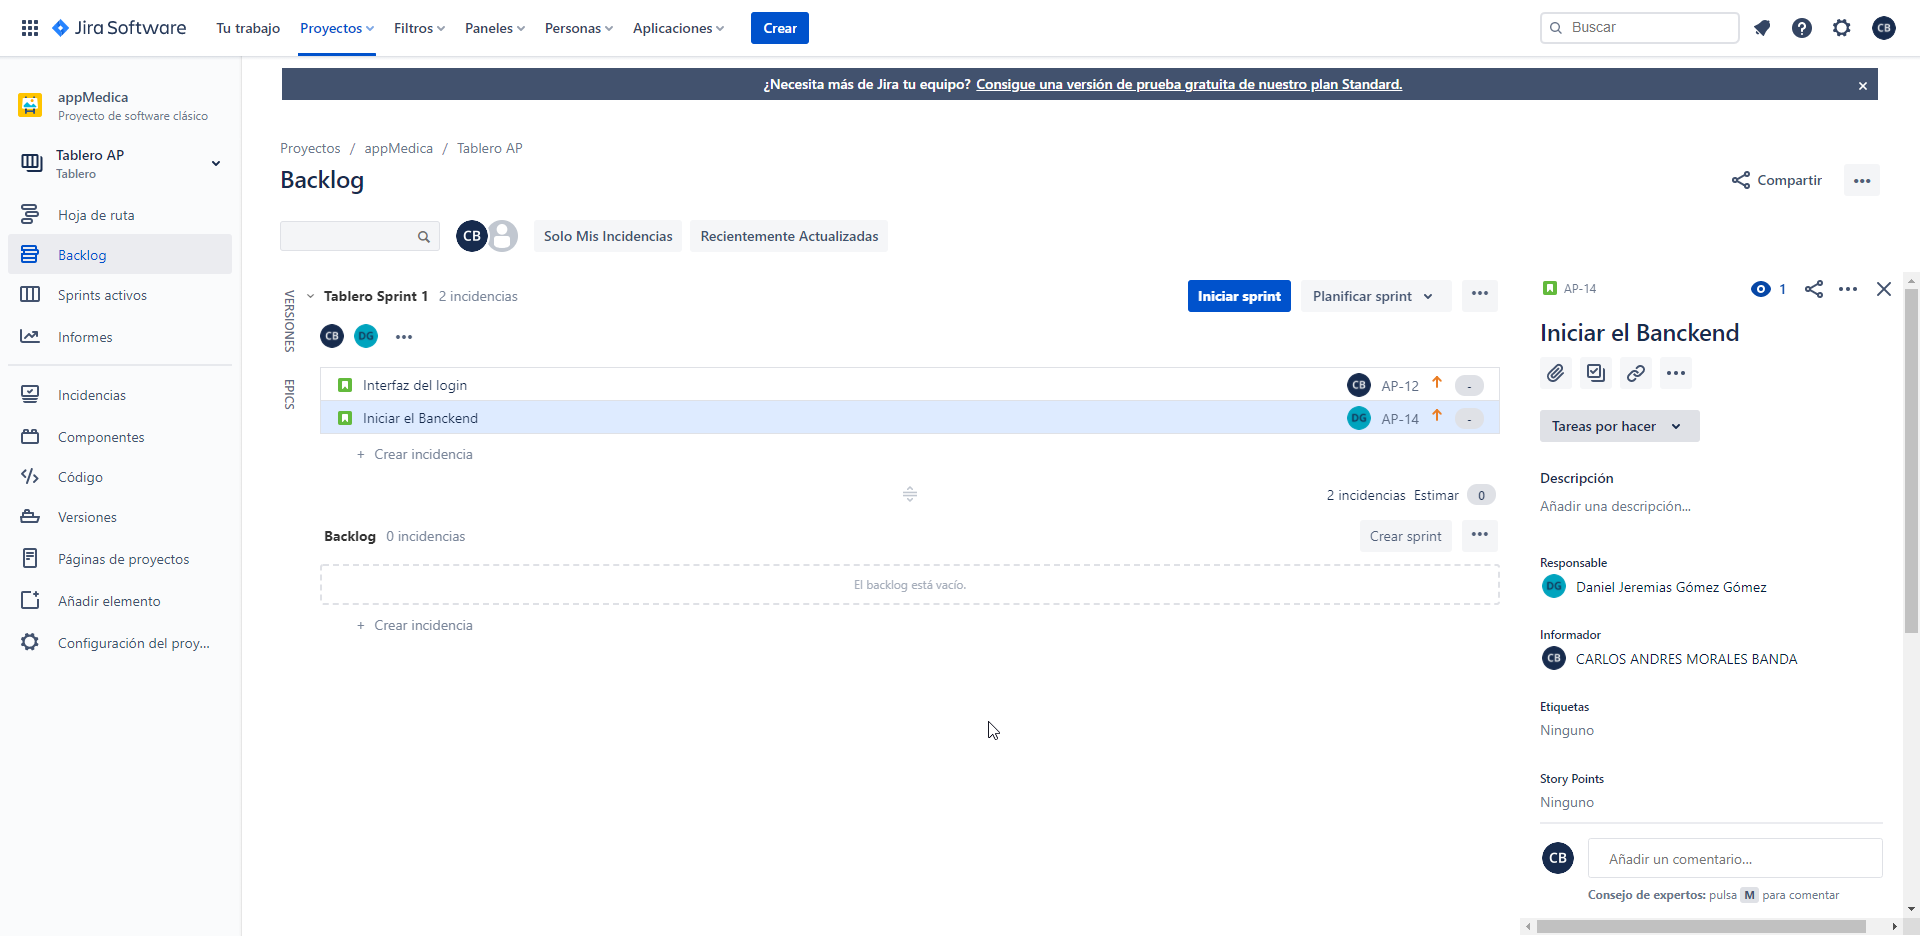 Jira Software
Tu trabajo
Proyectos
Filtros
Paneles
Personas
Aplicaciones
Crear
Buscar
CB
¿Necesita más de Jira tu equipo? Consigue una versión de prueba gratuita de nuestro plan Standard.
appMedica
Proyecto de software clásico
Tablero AP
Tablero
Hoja de ruta
Backlog
Sprints activos
Informes
Incidencias
Componentes
Código
Versiones
Páginas de proyectos
Añadir elemento
Configuración del proy...
Proyectos / appMedica / Tablero AP
Backlog
Compartir
CB
Solo Mis Incidencias
Recientemente Actualizadas
VERSIONES
EPICS
Tablero Sprint 1 2 incidencias
Iniciar sprint
Planificar sprint
CB DG
Interfaz del login CB AP-12 -
Iniciar el Banckend DG AP-14 -
+ Crear incidencia
2 incidencias Estimar 0
Backlog 0 incidencias
Crear sprint
El backlog está vacío.
+ Crear incidencia
AP-14
1
Iniciar el Banckend
Tareas por hacer
Descripción
Añadir una descripción...
Responsable
DG Daniel Jeremias Gómez Gómez
Informador
CB CARLOS ANDRES MORALES BANDA
Etiquetas
Ninguno
Story Points
Ninguno
CB Añadir un comentario...
Consejo de expertos: pulsa M para comentar